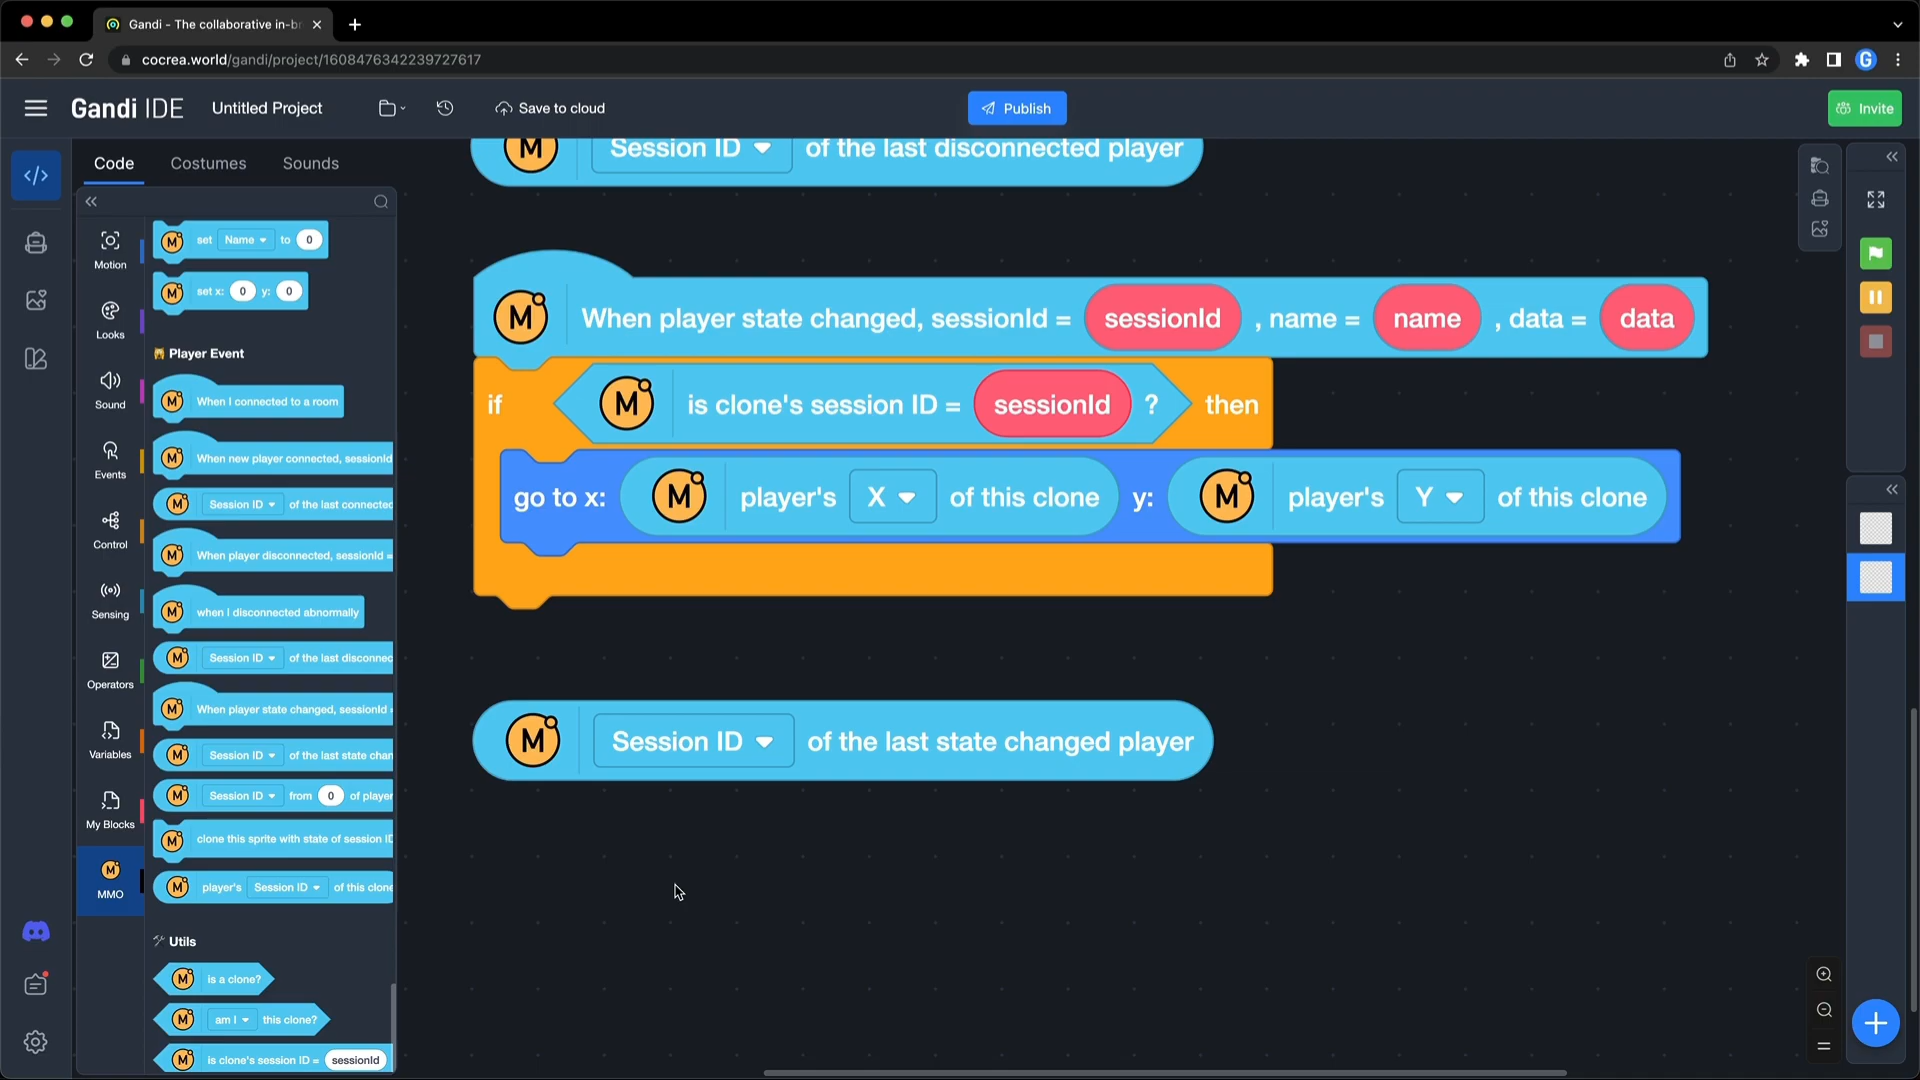 Gandi - The collaborative in-br
cocrea.world/gandi/project/1608476342239727617
G
Gandi IDE
Untitled Project
Save to cloud
Publish
Invite
Code
Costumes
Sounds
Motion
Looks
Sound
Events
Control
Sensing
Operators
Variables
My Blocks
M
MMO
M set Name to 0
M set x: 0 y: 0
Player Event
M When I connected to a room
M When new player connected, sessionId
M Session ID of the last connected
M When player disconnected, sessionId =
M when I disconnected abnormally
M Session ID of the last disconnec
M When player state changed, sessionId =
M Session ID of the last state chan
M Session ID from 0 of player
M clone this sprite with state of session ID
M player's Session ID of this clone
Utils
M is a clone?
M am I this clone?
M is clone's session ID = sessionId
M Session ID of the last disconnected player
M When player state changed, sessionId = sessionId , name = name , data = data
if M is clone's session ID = sessionId ? then
go to x: M player's X of this clone y: M player's Y of this clone
M Session ID of the last state changed player